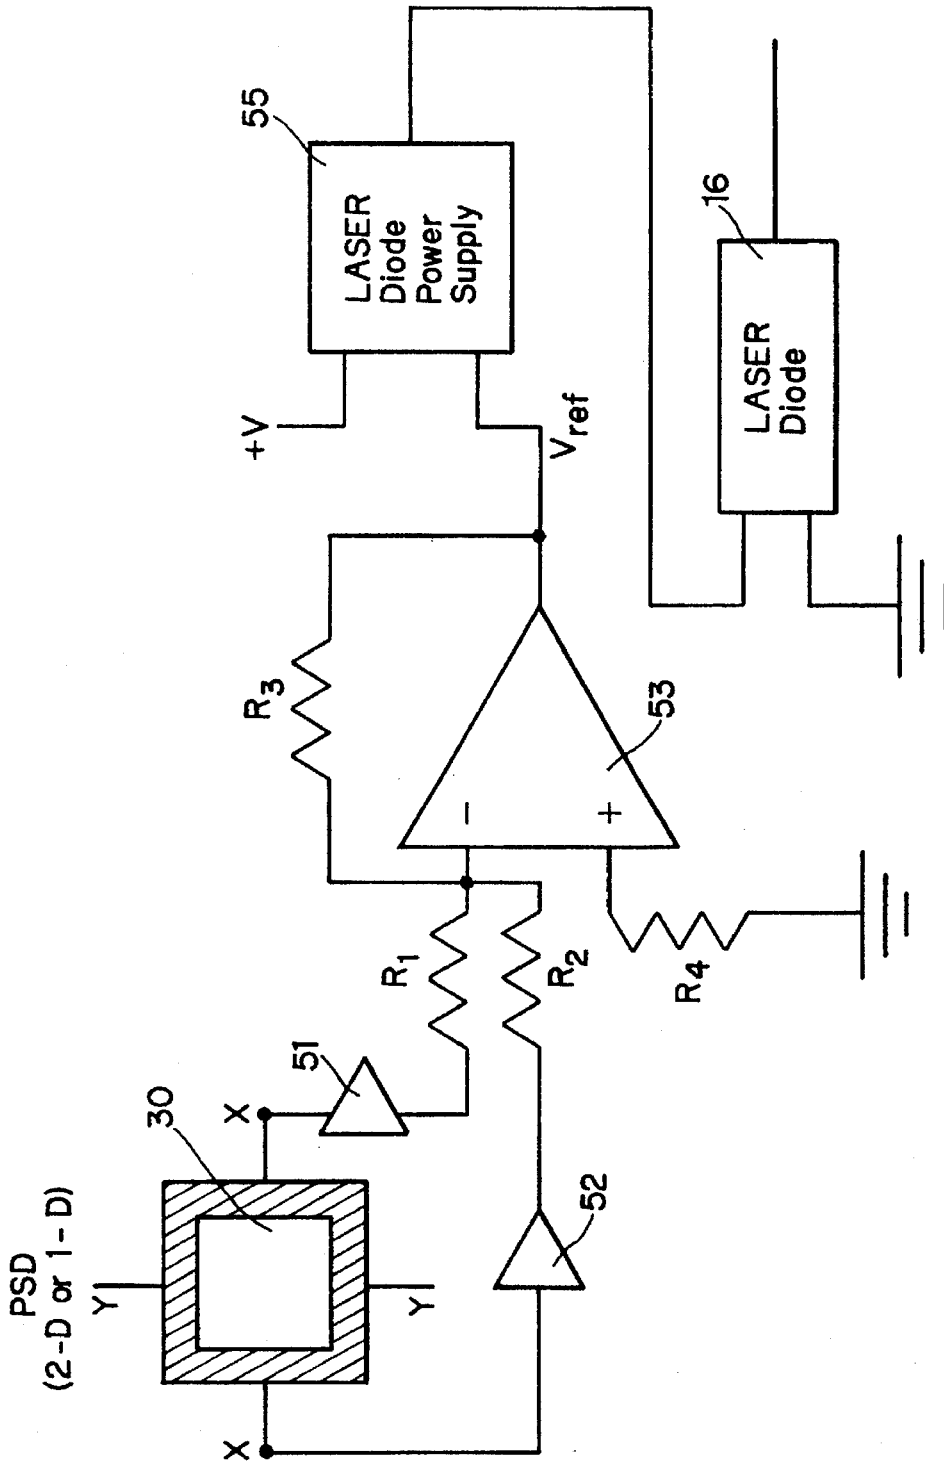 PSD
(2-D or 1-D)
Y
30
X
X
Y
51
52
R1
R2
R3
R4
−
+
53
+V
Vref
55
LASER
Diode
Power
Supply
16
LASER
Diode